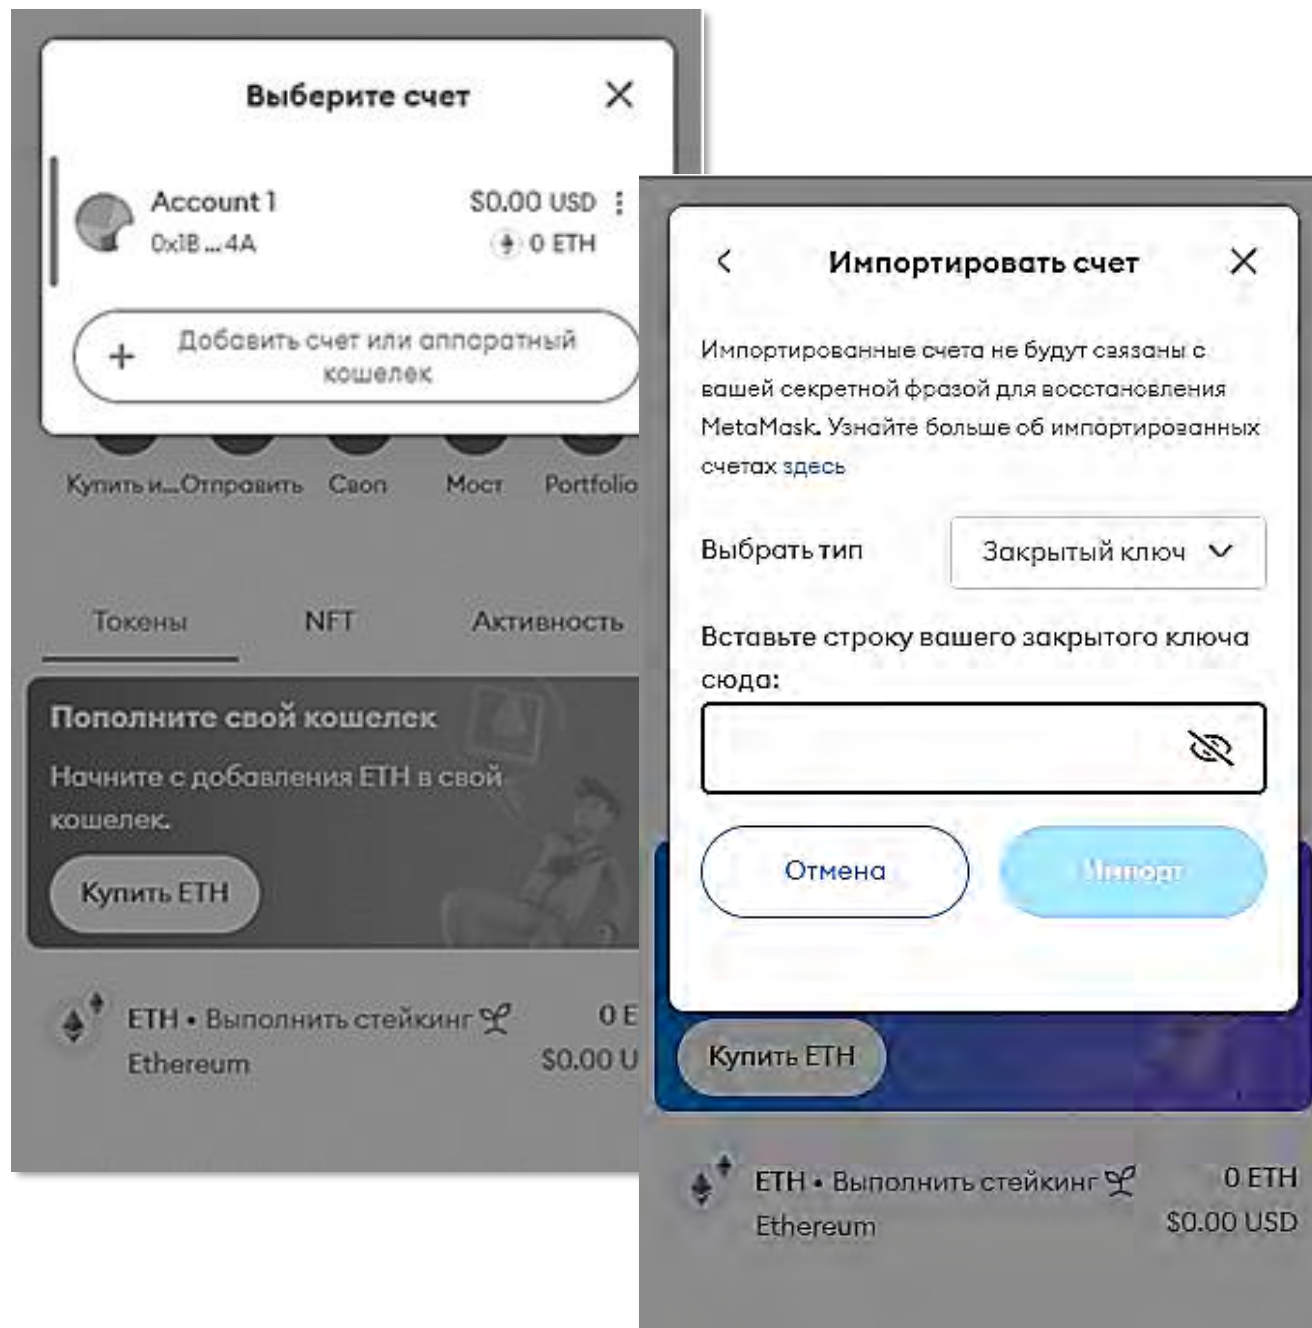 Выберите счет
Account 1
$0.00 USD
0x1B...4A
0 ETH
+ Добавить счет или аппаратный
кошелек
Купить и... Отправить Своп Мост Portfolio
Токены NFT Активность
Пополните свой кошелек
Начните с добавления ETH в свой
кошелек.
Купить ETH
ETH • Выполнить стейкинг
0 E
Ethereum
$0.00 U
Импортировать счет
Импортированные счета не будут связаны с
вашей секретной фразой для восстановления
MetaMask. Узнайте больше об импортированных
счетах здесь
Выбрать тип
Закрытый ключ
Вставьте строку вашего закрытого ключа
сюда:
Отмена
Импорт
Купить ETH
ETH • Выполнить стейкинг
0 ETH
Ethereum
$0.00 USD